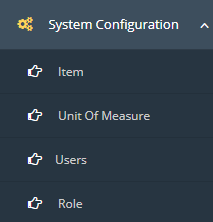 System Configuration
Item
Unit Of Measure
Users
Role